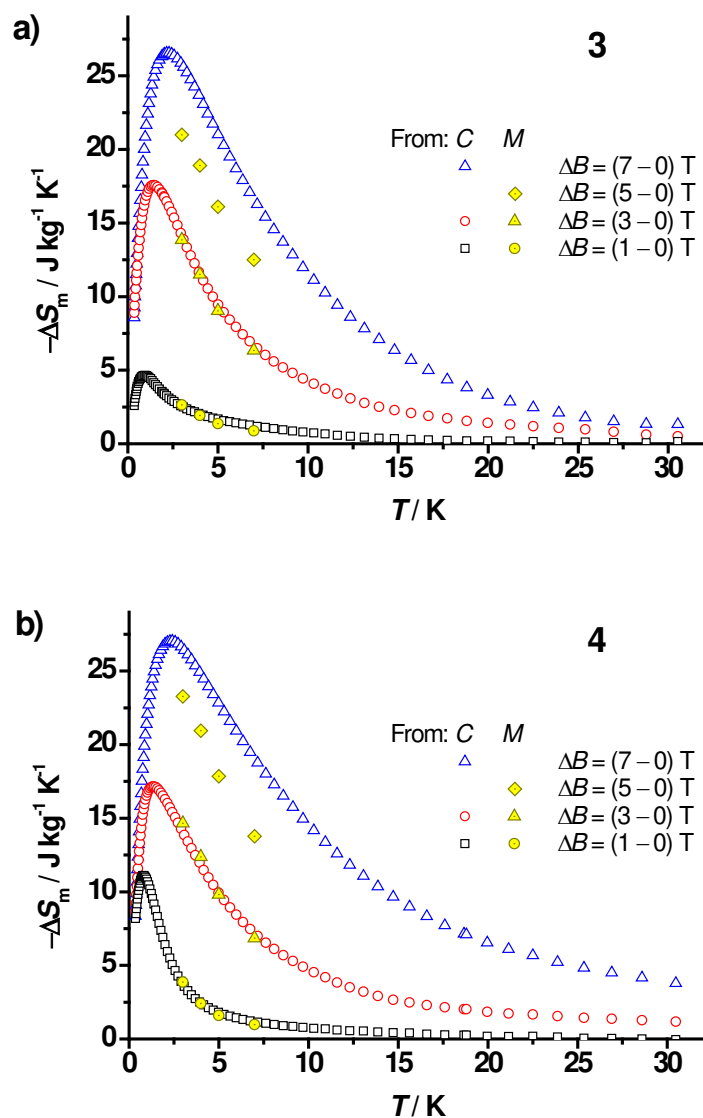 a)
3
From: C M
ΔB = (7 – 0) T
ΔB = (5 – 0) T
ΔB = (3 – 0) T
ΔB = (1 – 0) T
–ΔSm / J kg⁻¹ K⁻¹
25
20
15
10
5
0
0 5 10 15 20 25 30
T / K
b)
4
From: C M
ΔB = (7 – 0) T
ΔB = (5 – 0) T
ΔB = (3 – 0) T
ΔB = (1 – 0) T
–ΔSm / J kg⁻¹ K⁻¹
25
20
15
10
5
0
0 5 10 15 20 25 30
T / K